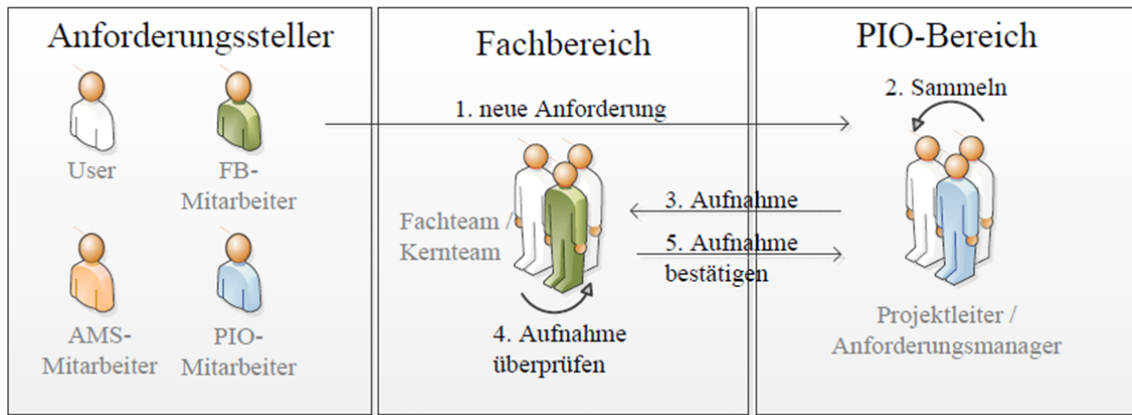 Anforderungssteller
User
FB-
Mitarbeiter
AMS-
Mitarbeiter
PIO-
Mitarbeiter
Fachbereich
1. neue Anforderung
Fachteam /
Kernteam
3. Aufnahme
5. Aufnahme
bestätigen
4. Aufnahme
überprüfen
PIO-Bereich
2. Sammeln
Projektleiter /
Anforderungsmanager